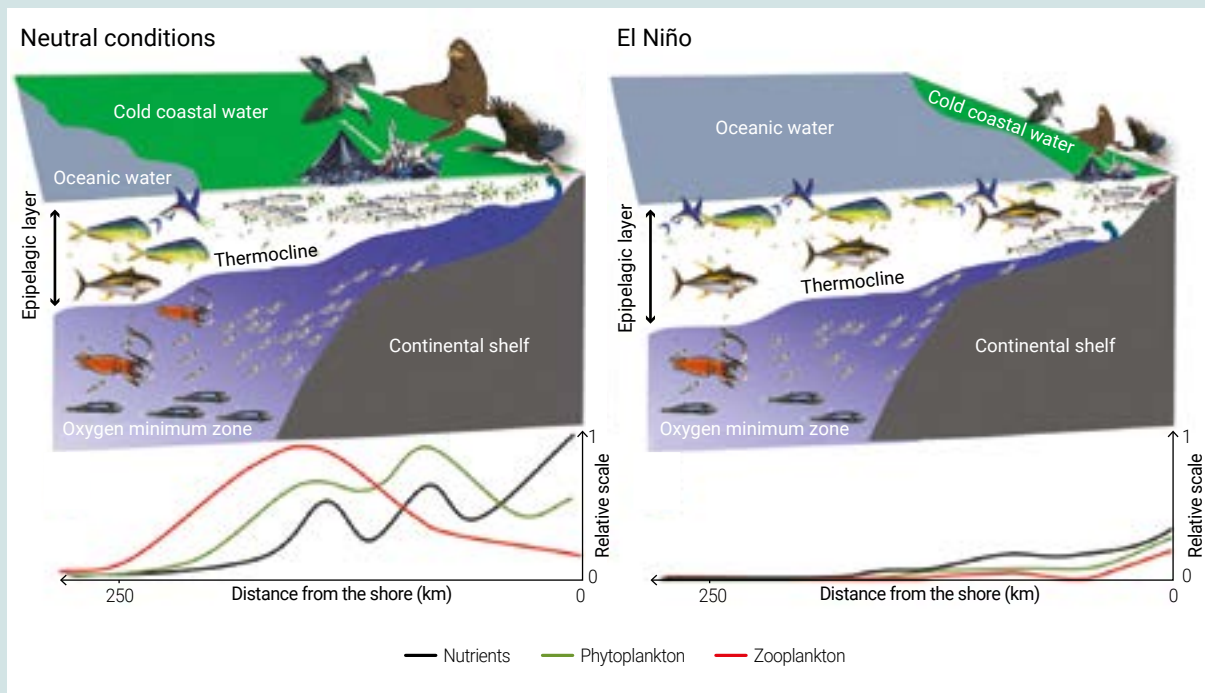 Neutral conditions
Cold coastal water
Oceanic water
Epipelagic layer
Thermocline
Continental shelf
Oxygen minimum zone
1
Relative scale
0
250
Distance from the shore (km)
0
El Niño
Cold coastal water
Oceanic water
Epipelagic layer
Thermocline
Continental shelf
1
Relative scale
0
250
Distance from the shore (km)
0
Oxygen minimum zone
Nutrients
Phytoplankton
Zooplankton